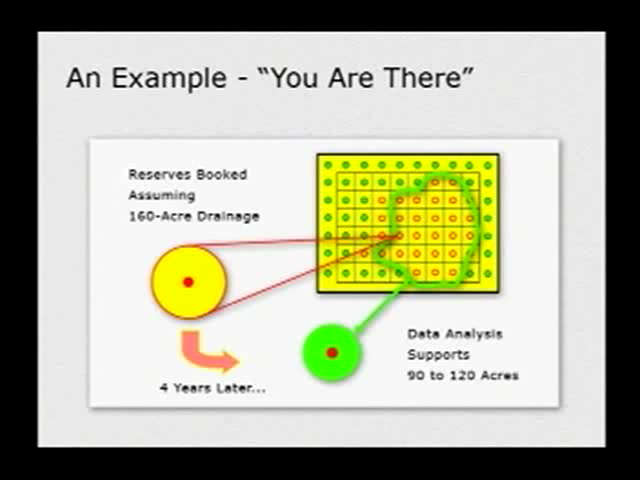 An Example - “You Are There”
Reserves Booked
Assuming
160-Acre Drainage
4 Years Later...
Data Analysis
Supports
90 to 120 Acres